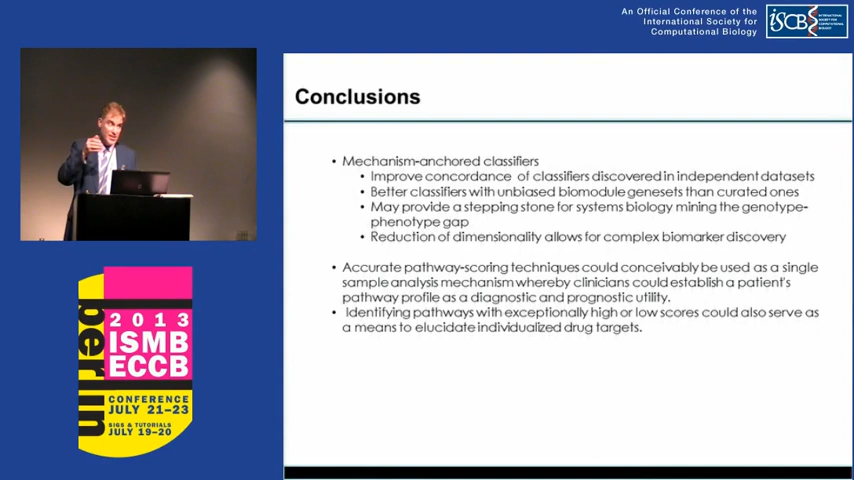 An Official Conference of the
International Society for
Computational Biology
ISCB
INTERNATIONAL
SOCIETY FOR
COMPUTATIONAL
BIOLOGY
Conclusions
• Mechanism-anchored classifiers
• Improve concordance of classifiers discovered in independent datasets
• Better classifiers with unbiased biomodule genesets than curated ones
• May provide a stepping stone for systems biology mining the genotype-
phenotype gap
• Reduction of dimensionality allows for complex biomarker discovery
• Accurate pathway-scoring techniques could conceivably be used as a single
sample analysis mechanism whereby clinicians could establish a patient's
pathway profile as a diagnostic and prognostic utility.
• Identifying pathways with exceptionally high or low scores could also serve as
a means to elucidate individualized drug targets.
berlin
2013
ISMB
ECCB
CONFERENCE
JULY 21–23
SIGS & TUTORIALS
JULY 19–20